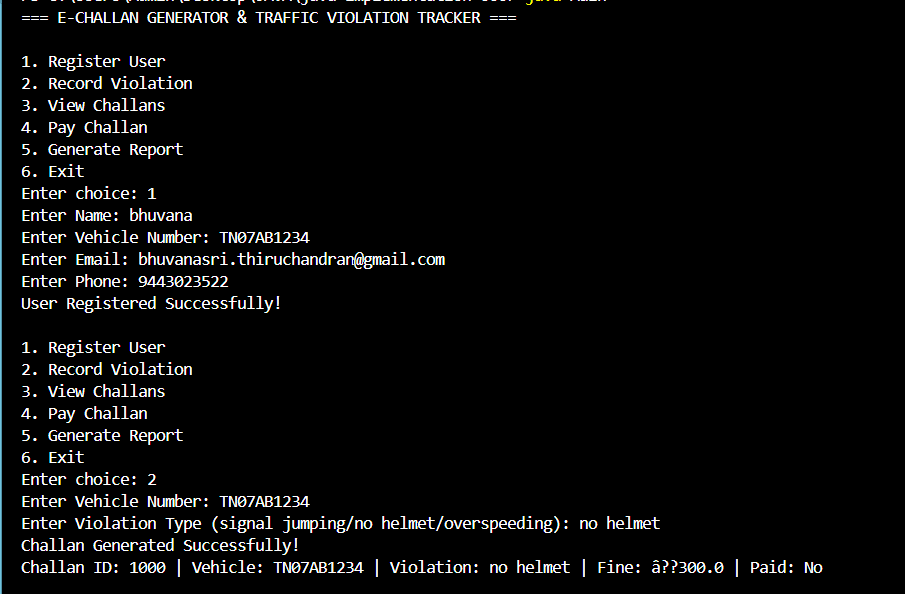 === E-CHALLAN GENERATOR & TRAFFIC VIOLATION TRACKER ===
1. Register User
2. Record Violation
3. View Challans
4. Pay Challan
5. Generate Report
6. Exit
Enter choice: 1
Enter Name: bhuvana
Enter Vehicle Number: TN07AB1234
Enter Email: bhuvanasri.thiruchandran@gmail.com
Enter Phone: 9443023522
User Registered Successfully!
1. Register User
2. Record Violation
3. View Challans
4. Pay Challan
5. Generate Report
6. Exit
Enter choice: 2
Enter Vehicle Number: TN07AB1234
Enter Violation Type (signal jumping/no helmet/overspeeding): no helmet
Challan Generated Successfully!
Challan ID: 1000 | Vehicle: TN07AB1234 | Violation: no helmet | Fine: â??300.0 | Paid: No